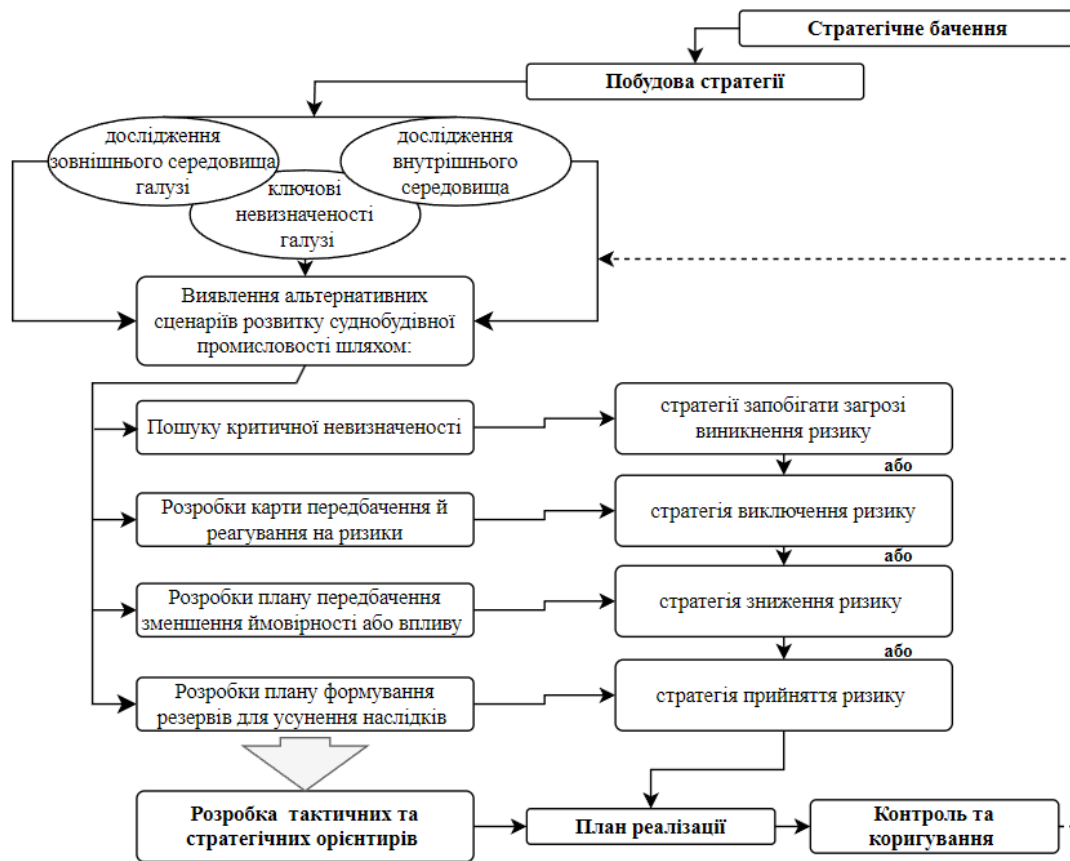 Стратегічне бачення
Побудова стратегії
дослідження
зовнішнього середовища
галузі
дослідження
внутрішнього
середовища
ключові
невизначеності
галузі
Виявлення альтернативних
сценаріїв розвитку суднобудівної
промисловості шляхом:
Пошуку критичної невизначеності
стратегії запобігати загрозі
виникнення ризику
або
Розробки карти передбачення й
реагування на ризики
стратегія виключення ризику
або
Розробки плану передбачення
зменшення ймовірності або впливу
стратегія зниження ризику
або
Розробки плану формування
резервів для усунення наслідків
стратегія прийняття ризику
Розробка тактичних та
стратегічних орієнтирів
План реалізації
Контроль та
коригування